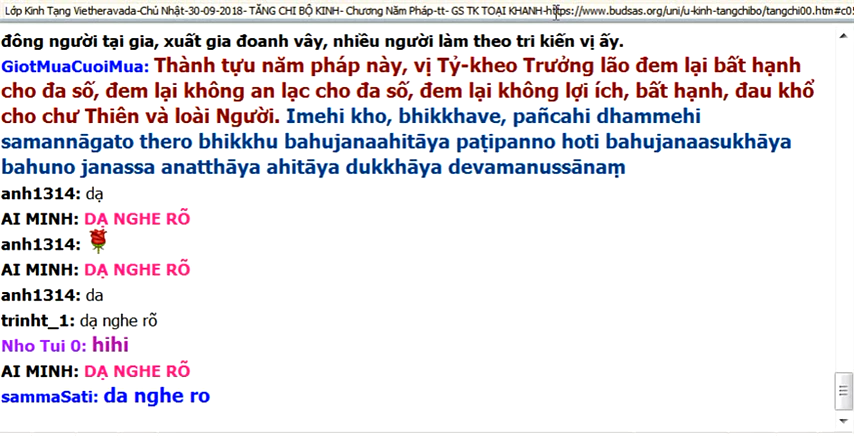 Lớp Kinh Tạng Vietheravada-Chủ Nhật-30-09-2018- TĂNG CHI BỘ KINH- Chương Năm Pháp-tt- GS TK TOẠI KHANH-https://www.budsas.org/uni/u-kinh-tangchibo/tangchi00.htm#c05
đông người tại gia, xuất gia đoanh vây, nhiều người làm theo tri kiến vị ấy.
GiotMuaCuoiMua: Thành tựu năm pháp này, vị Tỷ-kheo Trưởng lão đem lại bất hạnh
cho đa số, đem lại không an lạc cho đa số, đem lại không lợi ích, bất hạnh, đau khổ
cho chư Thiên và loài Người. Imehi kho, bhikkhave, pañcahi dhammehi
samannāgato thero bhikkhu bahujanaahitāya paṭipanno hoti bahujanaasukhāya
bahuno janassa anatthāya ahitāya dukkhāya devamanussānaṃ
anh1314: dạ
AI MINH: DẠ NGHE RÕ
anh1314:
AI MINH: DẠ NGHE RÕ
anh1314: da
trinht_1: dạ nghe rõ
Nho Tui 0: hihi
AI MINH: DẠ NGHE RÕ
sammaSati: da nghe ro